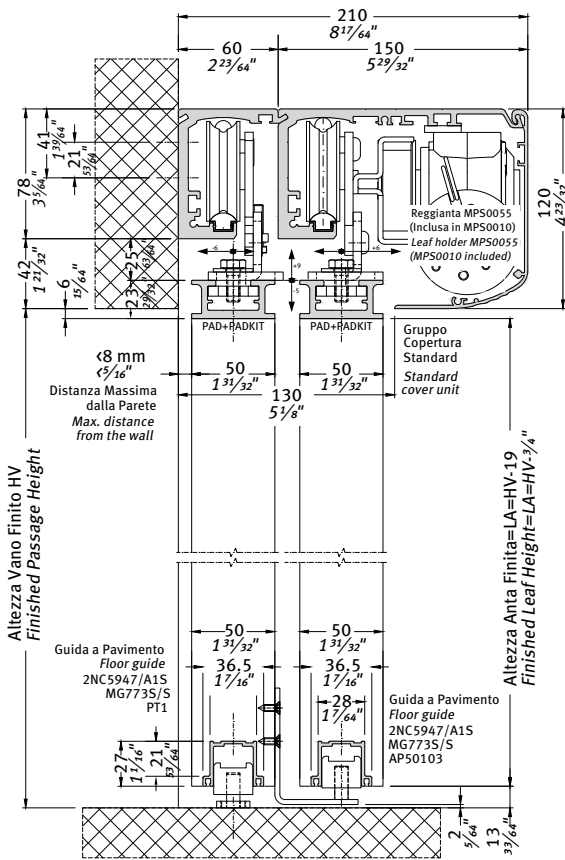 210
8 17/64"
60
2 23/64"
150
5 29/32"
41
1 39/64"
21
53/64"
78
3 5/64"
120
4 23/32"
Reggianta MPS0055
(Inclusa in MPS0010)
Leaf holder MPS0055
(MPS0010 included)
-6
+6
+9
-5
42
1 21/32"
25
63/64"
6
15/64"
23
29/32"
PAD+PADKIT
PAD+PADKIT
Gruppo
Copertura
Standard
Standard
cover unit
<8 mm
<5/16"
Distanza Massima
dalla Parete
Max. distance
from the wall
50
1 31/32"
50
1 31/32"
130
5 1/8"
Altezza Vano Finito HV
Finished Passage Height
Altezza Anta Finita=LA=HV-19
Finished Leaf Height=LA=HV-3/4"
50
1 31/32"
50
1 31/32"
36.5
1 7/16"
36.5
1 7/16"
28
1 7/64"
Guida a Pavimento
Floor guide
2NC5947/A1S
MG773S/S
PT1
Guida a Pavimento
Floor guide
2NC5947/A1S
MG773S/S
AP50103
27
1 1/16"
21
53/64"
2
5/64"
13
33/64"